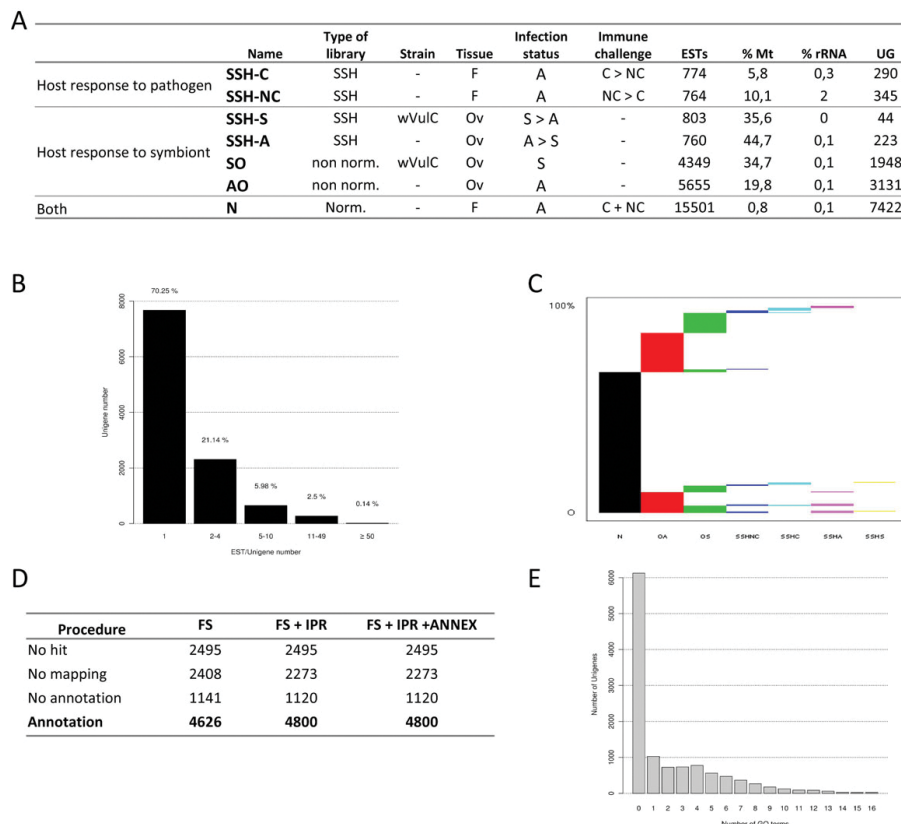 A
Name Type of library Strain Tissue Infection status Immune challenge ESTs % Mt % rRNA UG
Host response to pathogen SSH-C SSH - F A C > NC 774 5,8 0,3 290
SSH-NC SSH - F A NC > C 764 10,1 2 345
Host response to symbiont SSH-S SSH wVulC Ov S > A - 803 35,6 0 44
SSH-A SSH - Ov A > S - 760 44,7 0,1 223
SO non norm. wVulC Ov S - 4349 34,7 0,1 1948
AO non norm. - Ov A - 5655 19,8 0,1 3131
Both N Norm. - F A C + NC 15501 0,8 0,1 7422
B
Unigene number
8000
6000
4000
2000
0
70.25 %
21.14 %
5.98 %
2.5 %
0.14 %
1 2-4 5-10 11-49 ≥ 50
EST/Unigene number
C
100%
O
N OA OS SSHNC SSHC SSHA SSHS
D
Procedure FS FS + IPR FS + IPR +ANNEX
No hit 2495 2495 2495
No mapping 2408 2273 2273
No annotation 1141 1120 1120
Annotation 4626 4800 4800
E
Number of Unigenes
6000
5000
4000
3000
2000
1000
0
0 1 2 3 4 5 6 7 8 9 10 11 12 13 14 15 16
Number of GO terms